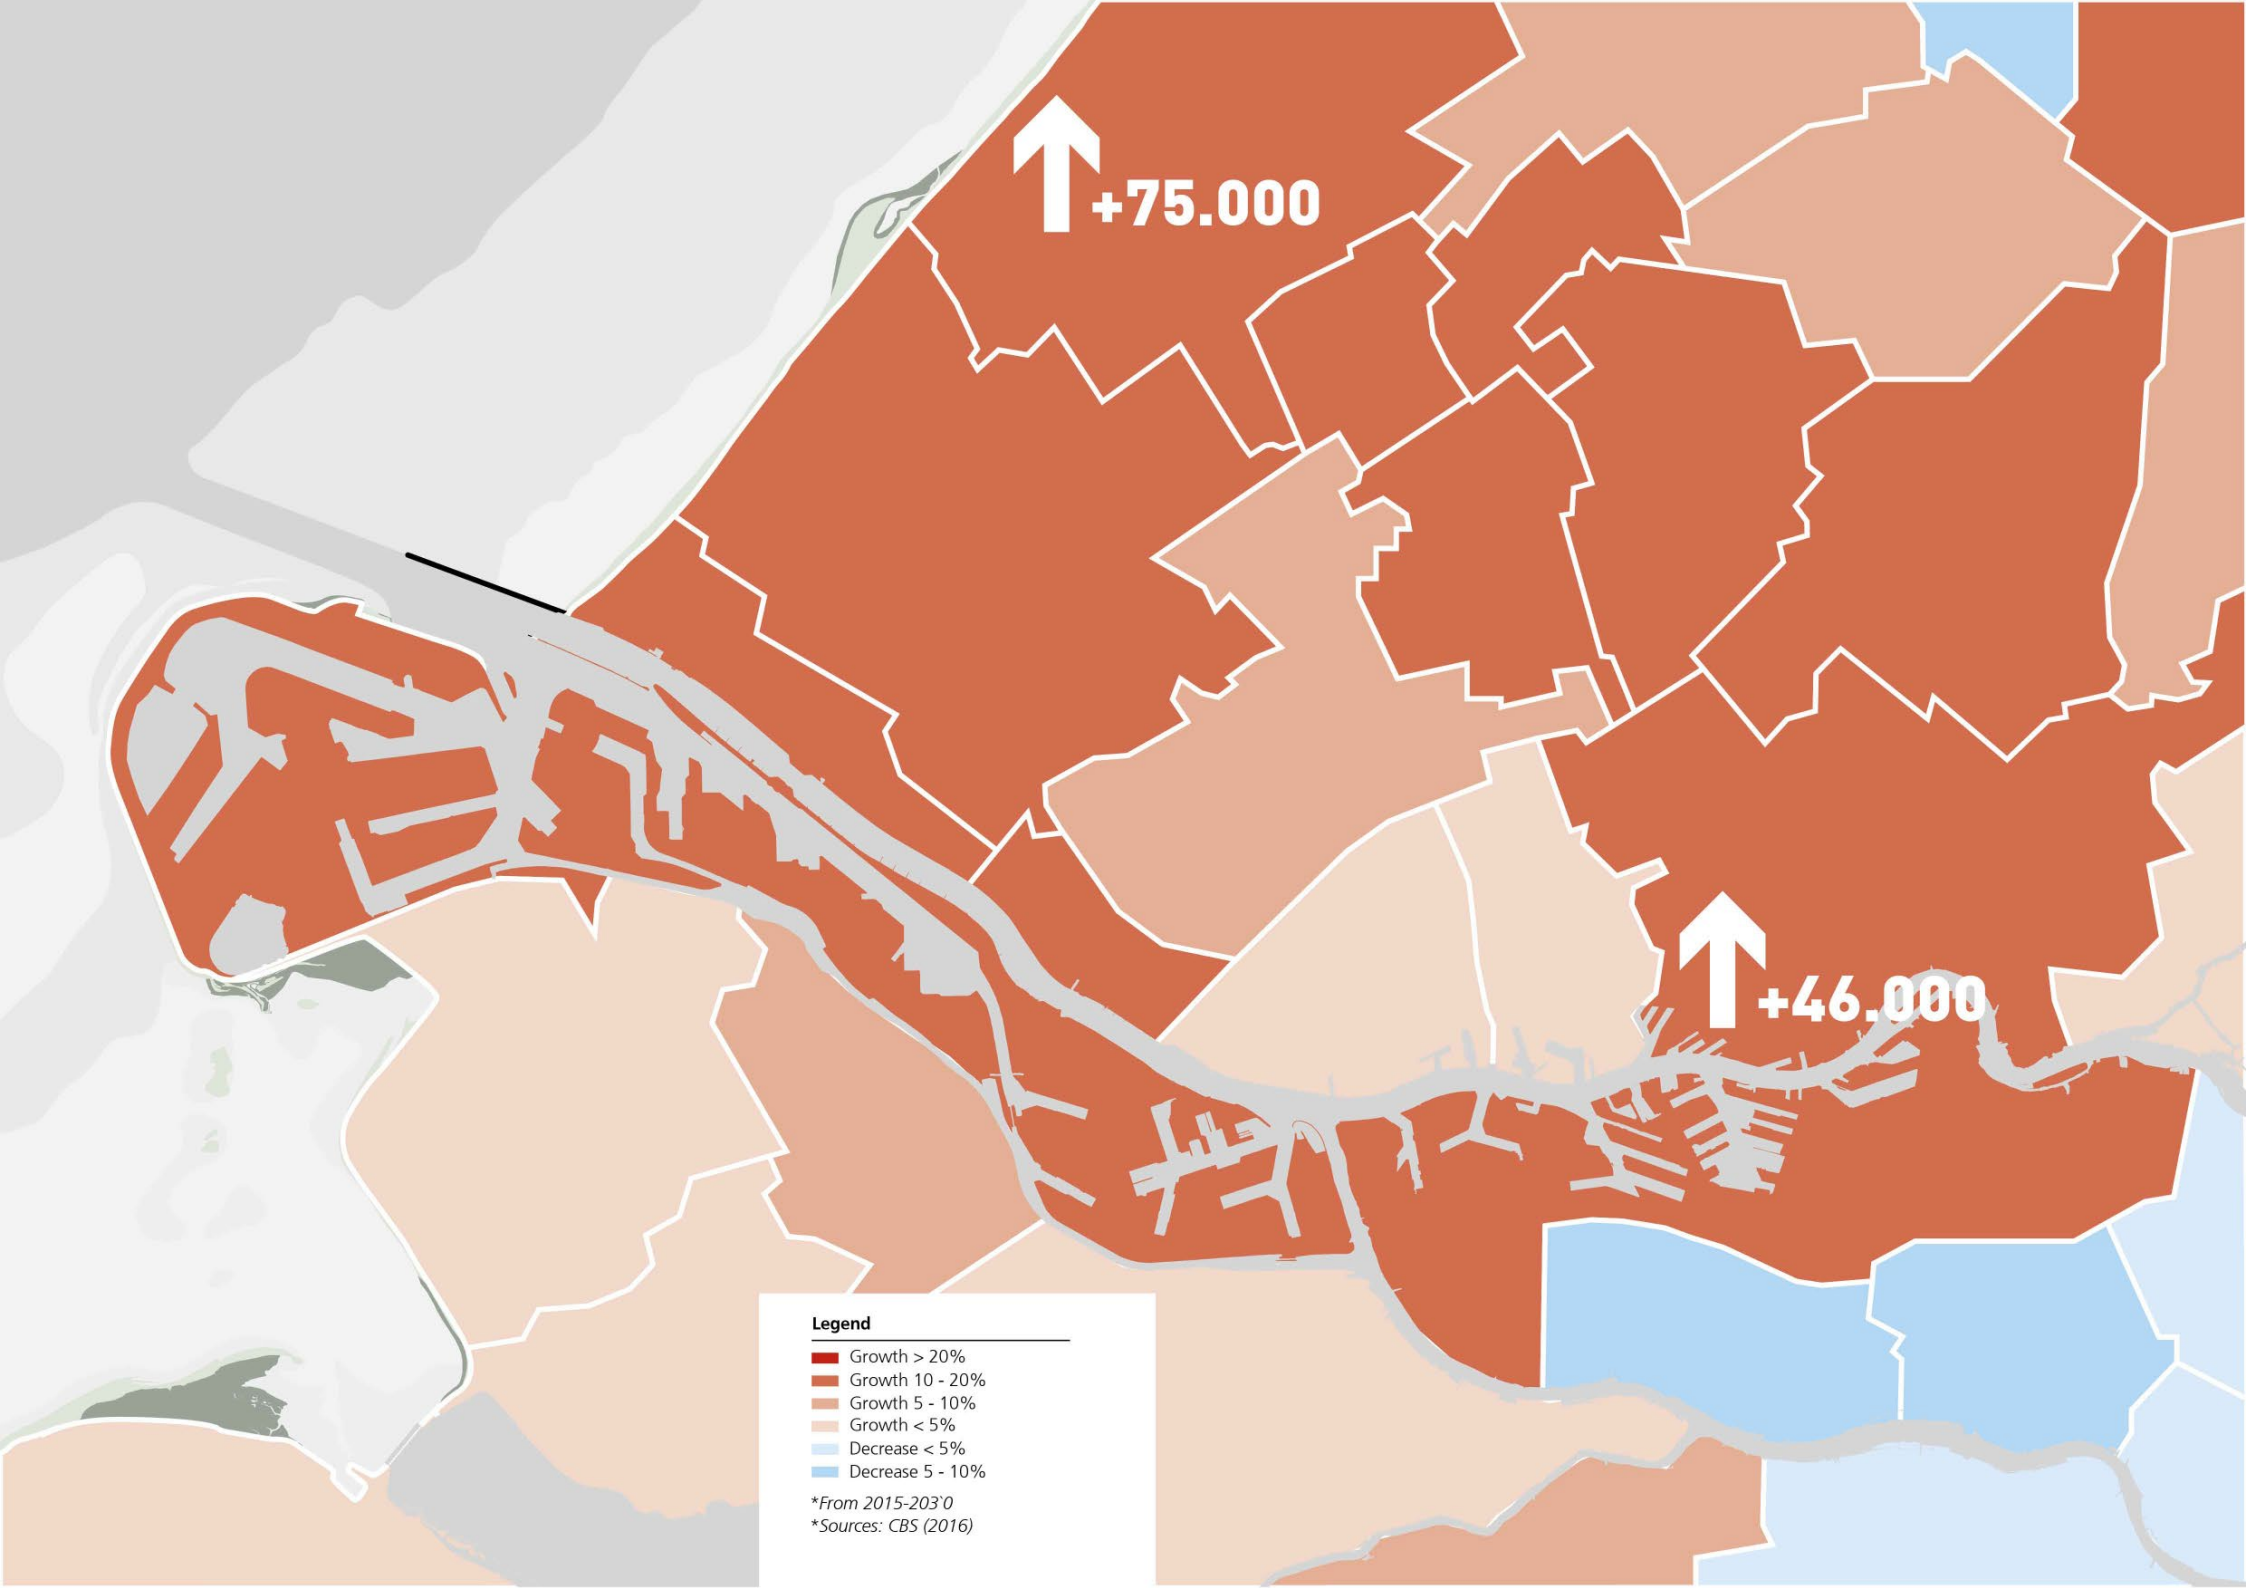 +75.000
+46.000
Legend
Growth > 20%
Growth 10 - 20%
Growth 5 - 10%
Growth < 5%
Decrease < 5%
Decrease 5 - 10%
*From 2015-203`0
*Sources: CBS (2016)